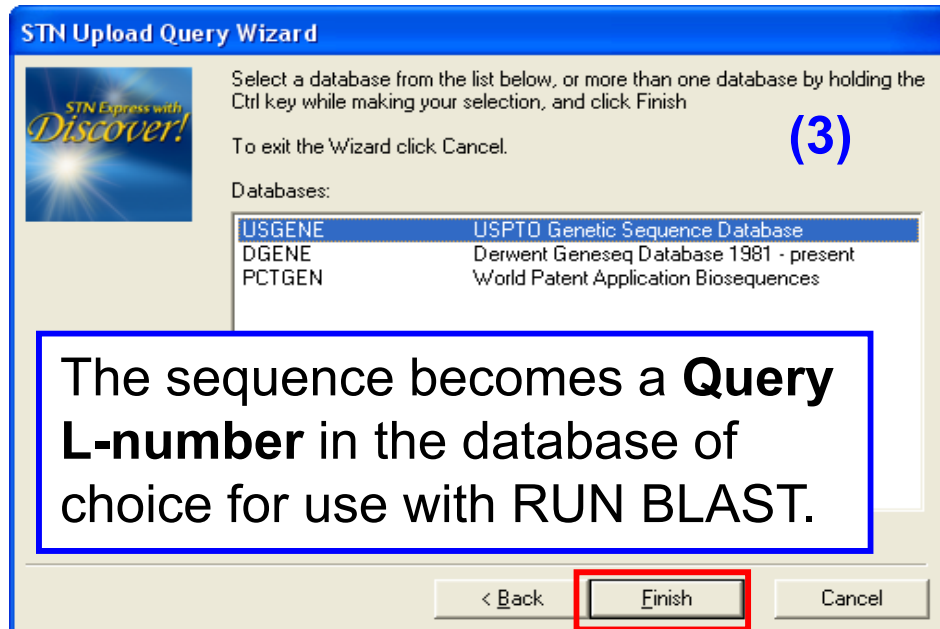 STN Upload Query Wizard
STN Express with
Discover!
Select a database from the list below, or more than one database by holding the
Ctrl key while making your selection, and click Finish
(3)
To exit the Wizard click Cancel.
Databases:
USGENE USPTO Genetic Sequence Database
DGENE Derwent Geneseq Database 1981 - present
PCTGEN World Patent Application Biosequences
The sequence becomes a Query
L-number in the database of
choice for use with RUN BLAST.
< Back Finish Cancel